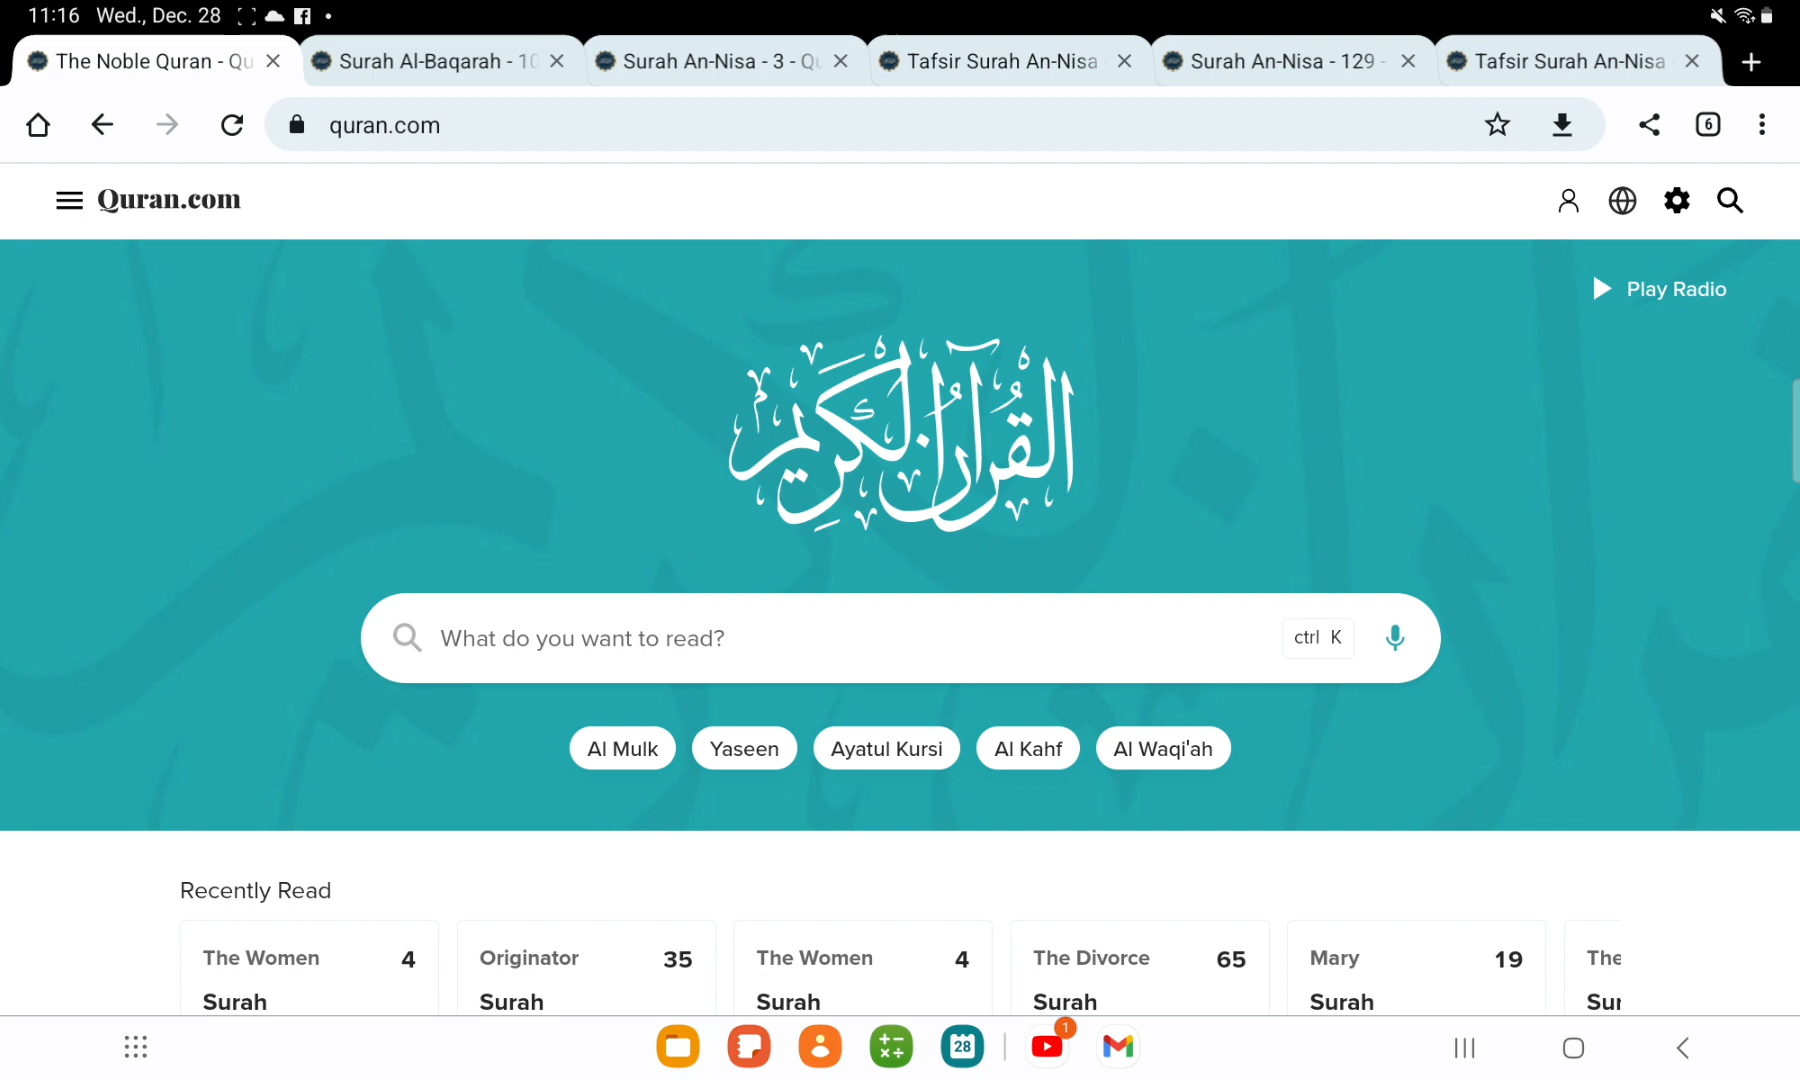 11:16 Wed., Dec. 28
The Noble Quran - Qu
Surah Al-Baqarah - 10
Surah An-Nisa - 3 - Qu
Tafsir Surah An-Nisa
Surah An-Nisa - 129 -
Tafsir Surah An-Nisa
quran.com
6
Quran.com
Play Radio
القُرآنُ الكَرِيم
What do you want to read?
ctrl K
Al Mulk
Yaseen
Ayatul Kursi
Al Kahf
Al Waqi'ah
Recently Read
The Women 4
Surah
Originator 35
Surah
The Women 4
Surah
The Divorce 65
Surah
Mary 19
Surah
The
Sur
28
1